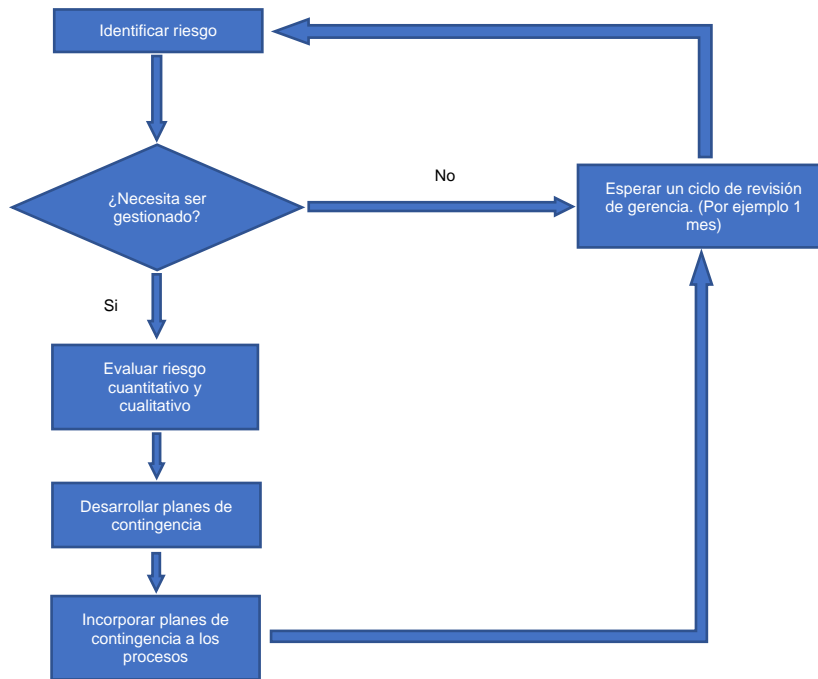 Identificar riesgo
¿Necesita ser
gestionado?
No
Esperar un ciclo de revisión
de gerencia. (Por ejemplo 1
mes)
Si
Evaluar riesgo
cuantitativo y
cualitativo
Desarrollar planes de
contingencia
Incorporar planes de
contingencia a los
procesos